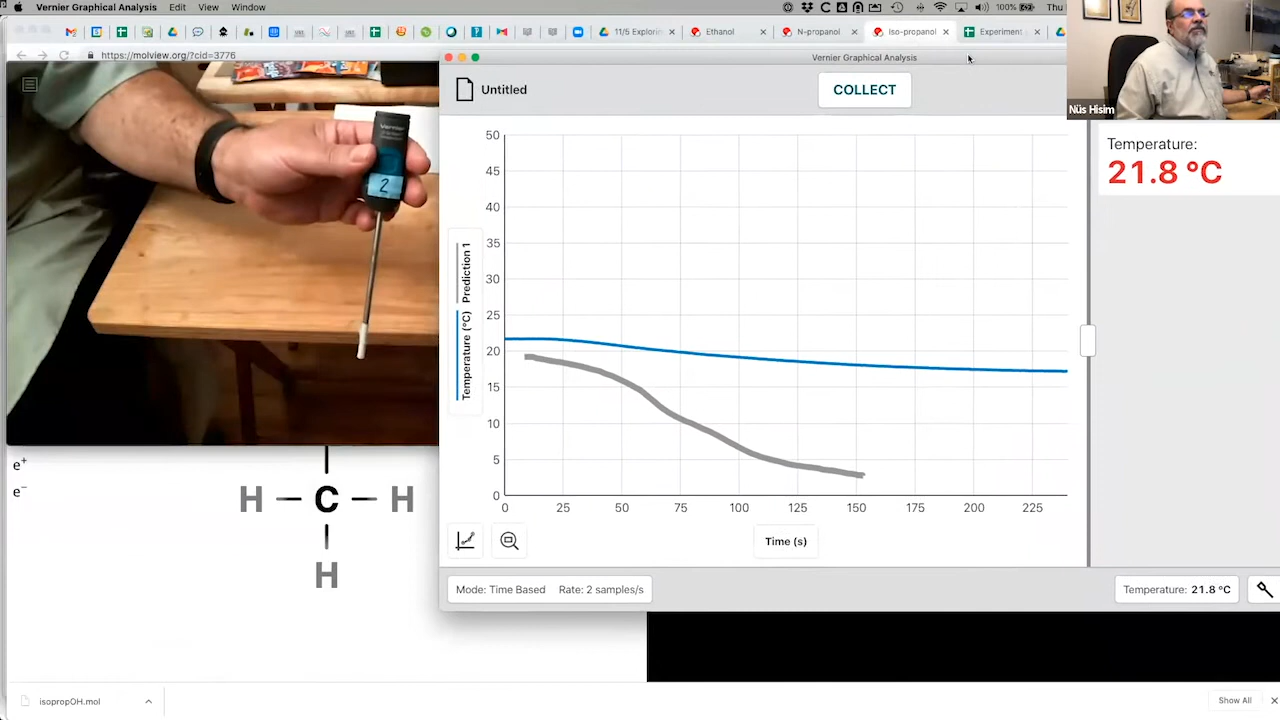 Vernier Graphical Analysis Edit View Window 100% Thu
11/5 Explorin
Ethanol
N-propanol
Iso-propanol
Experiment
https://molview.org/?cid=3776
Vernier Graphical Analysis
Nüs Hisim
Untitled
COLLECT
Temperature:
21.8 °C
Vernier
2
50
45
40
35
30
25
20
15
10
5
0
Temperature (°C) Prediction 1
0 25 50 75 100 125 150 175 200 225
Time (s)
Mode: Time Based Rate: 2 samples/s
Temperature: 21.8 °C
e+
e−
H C H
H
isopropOH.mol
Show All